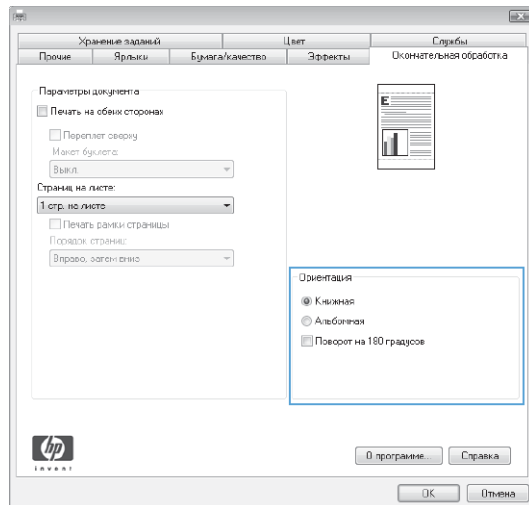 Хранение заданий Цвет Службы
Прочие Ярлыки Бумага/качество Эффекты Окончательная обработка
Параметры документа
Печать на обеих сторонах
Переплет сверху
Макет буклета:
Выкл.
Страниц на листе:
1 стр. на листе
Печать рамки страницы
Порядок страниц:
Вправо, затем вниз
E
Ориентация
Книжная
Альбомная
Поворот на 180 градусов
hp
invent
О программе... Справка
OK Отмена